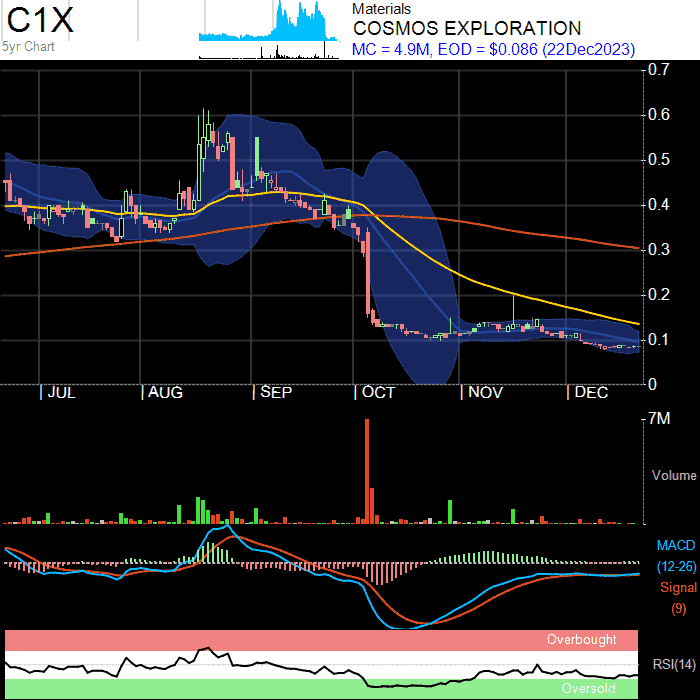 C1X
5yr Chart
Materials
COSMOS EXPLORATION
MC = 4.9M, EOD = $0.086 (22Dec2023)
0.7
0.6
0.5
0.4
0.3
0.2
0.1
0
| JUL | AUG | SEP | OCT | NOV | DEC
7M
Volume
MACD
(12-26)
Signal
(9)
Overbought
RSI(14)
Oversold